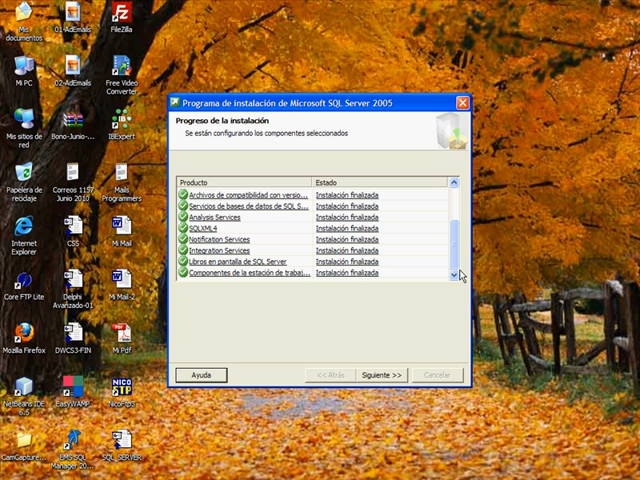 Mis documentos
01-AdEmails
FileZilla
Mi PC
02-AdEmails
Free Video Converter
Mis sitios de red
Bono-Junio-...
IBExpert
Papelera de reciclaje
Correos 1157 Junio 2010
Mails Programmers
Internet Explorer
CSS
Mi Mail
Core FTP Lite
Delphi Avanzado-01
Mi Mail-2
Mozilla Firefox
DWCS3-FIN
Mi Pdf
NetBeans IDE 6.5
EasyWAMP
CamCapture...
EMS SQL Manager 20...
SQL_SERVER
Programa de instalación de Microsoft SQL Server 2005
Progreso de la instalación
Se están configurando los componentes seleccionados
Producto Estado
Archivos de compatibilidad con versio... Instalación finalizada
Servicios de bases de datos de SQL S... Instalación finalizada
Analysis Services Instalación finalizada
SQLXML4 Instalación finalizada
Notification Services Instalación finalizada
Integration Services Instalación finalizada
Libros en pantalla de SQL Server Instalación finalizada
Componentes de la estación de trabaj... Instalación finalizada
Ayuda << Atrás Siguiente >> Cancelar